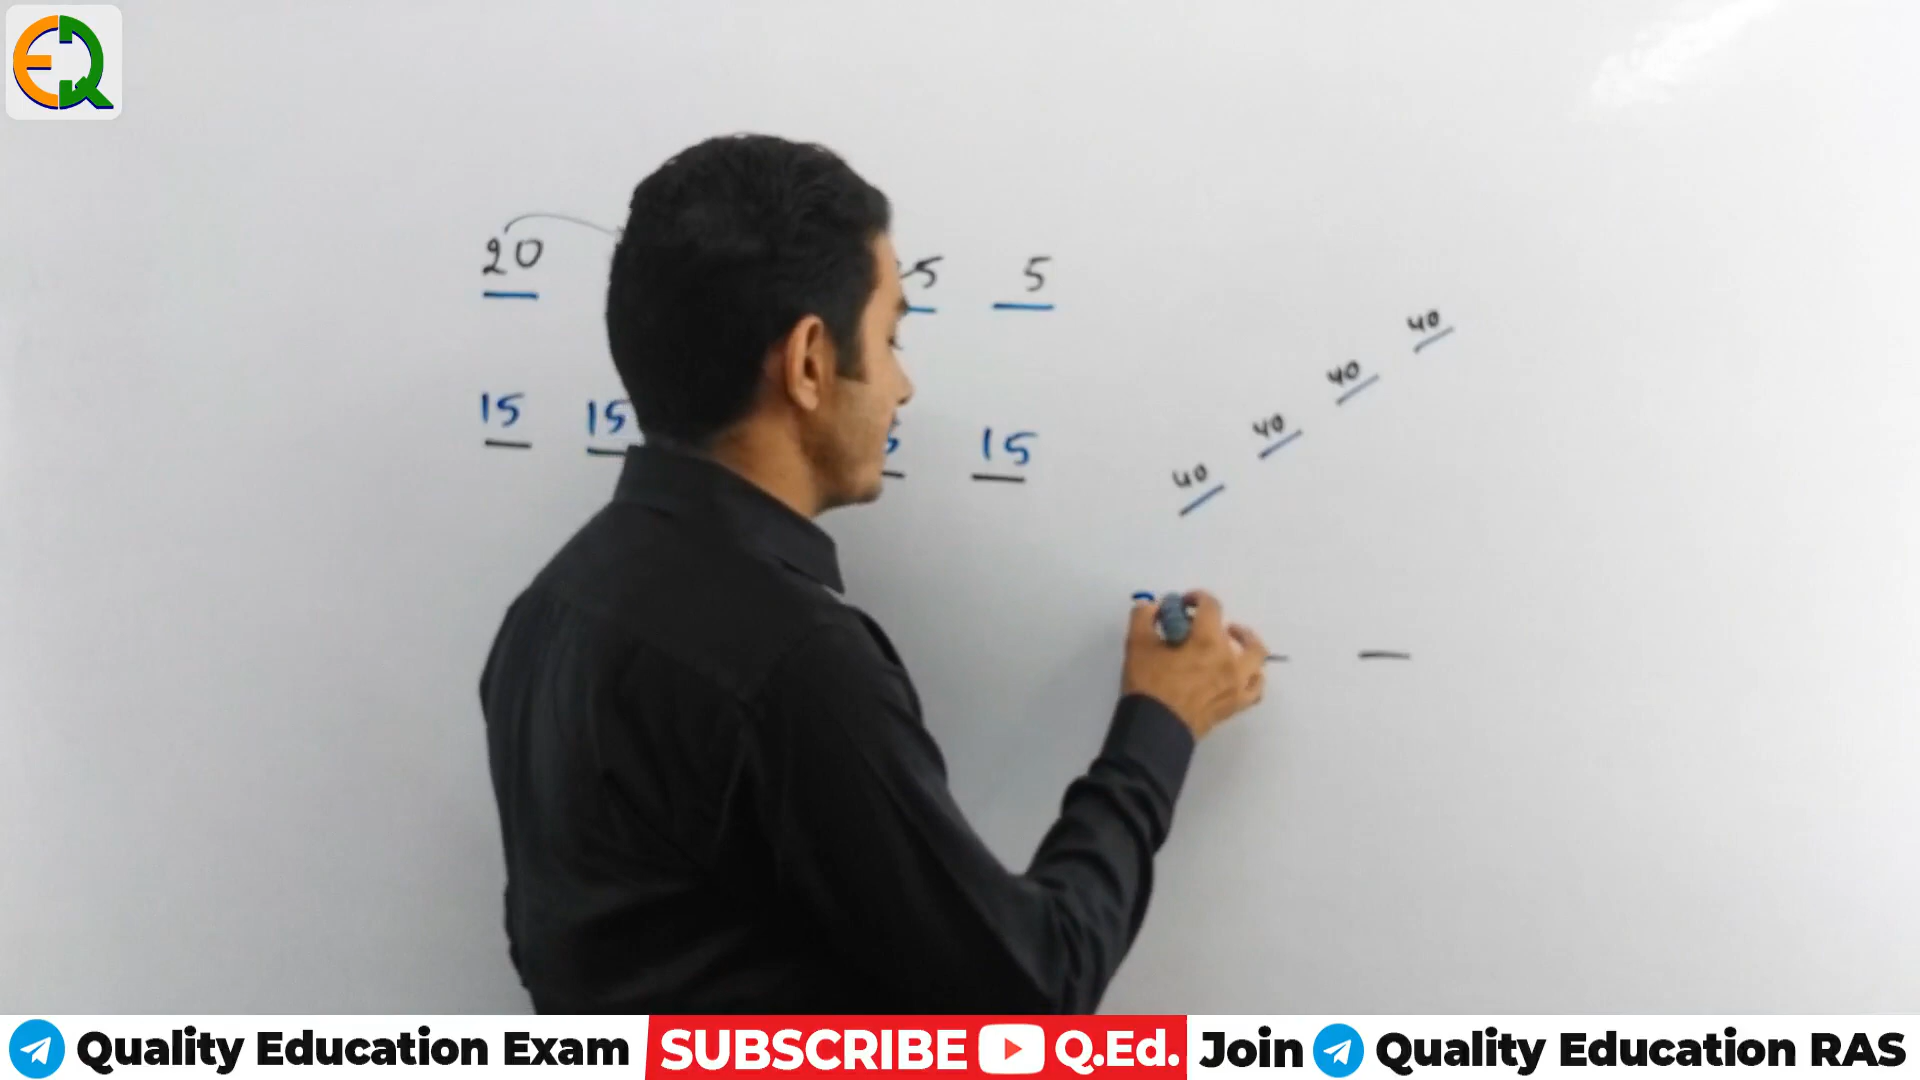 EQ
20 5 5
15 15 15
40 40 40 40
Quality Education Exam SUBSCRIBE Q.Ed. Join Quality Education RAS